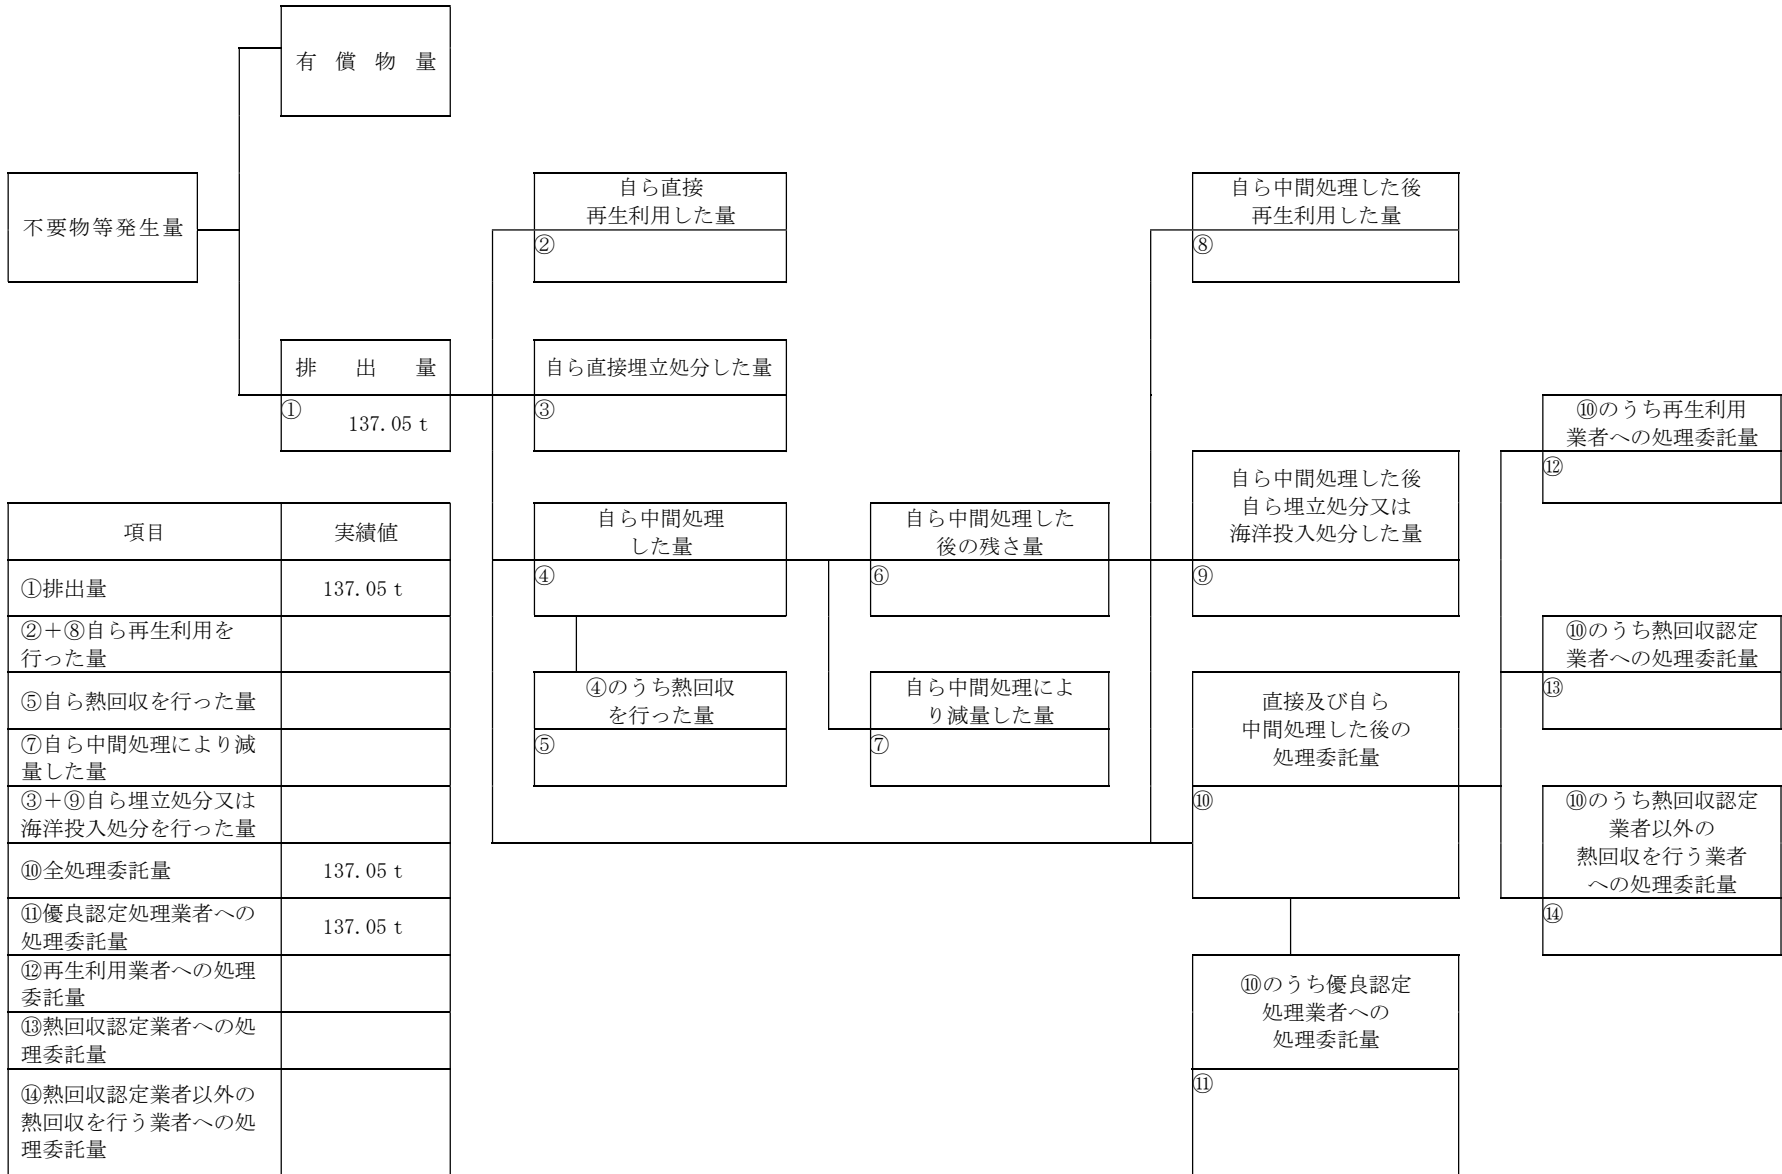 有償物量
不要物等発生量
自ら直接
再生利用した量
②
自ら中間処理した後
再生利用した量
⑧
排出量
①
137.05 t
自ら直接埋立処分した量
③
⑩のうち再生利用
業者への処理委託量
⑫
自ら中間処理
した量
④
自ら中間処理した
後の残さ量
⑥
自ら中間処理した後
自ら埋立処分又は
海洋投入処分した量
⑨
⑩のうち熱回収認定
業者への処理委託量
⑬
④のうち熱回収
を行った量
⑤
自ら中間処理によ
り減量した量
⑦
直接及び自ら
中間処理した後の
処理委託量
⑩
⑩のうち熱回収認定
業者以外の
熱回収を行う業者
への処理委託量
⑭
⑩のうち優良認定
処理業者への
処理委託量
⑪
項目 実績値
①排出量 137.05 t
②+⑧自ら再生利用を
行った量
⑤自ら熱回収を行った量
⑦自ら中間処理により減
量した量
③+⑨自ら埋立処分又は
海洋投入処分を行った量
⑩全処理委託量 137.05 t
⑪優良認定処理業者への
処理委託量 137.05 t
⑫再生利用業者への処理
委託量
⑬熱回収認定業者への処
理委託量
⑭熱回収認定業者以外の
熱回収を行う業者への処
理委託量